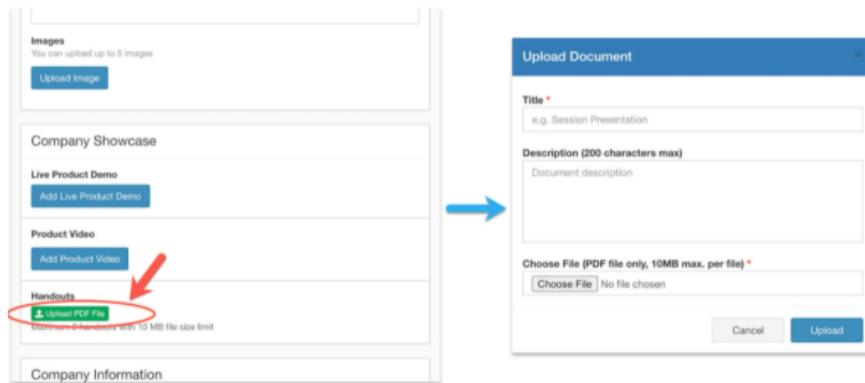 Images
You can upload up to 5 images
Upload Image
Company Showcase
Live Product Demo
Add Live Product Demo
Product Video
Add Product Video
Handouts
Upload PDF File
handouts with 10 MB file size limit
Company Information
Upload Document
×
Title *
e.g. Session Presentation
Description (200 characters max)
Document description
Choose File (PDF file only, 10MB max. per file) *
Choose File No file chosen
Cancel
Upload